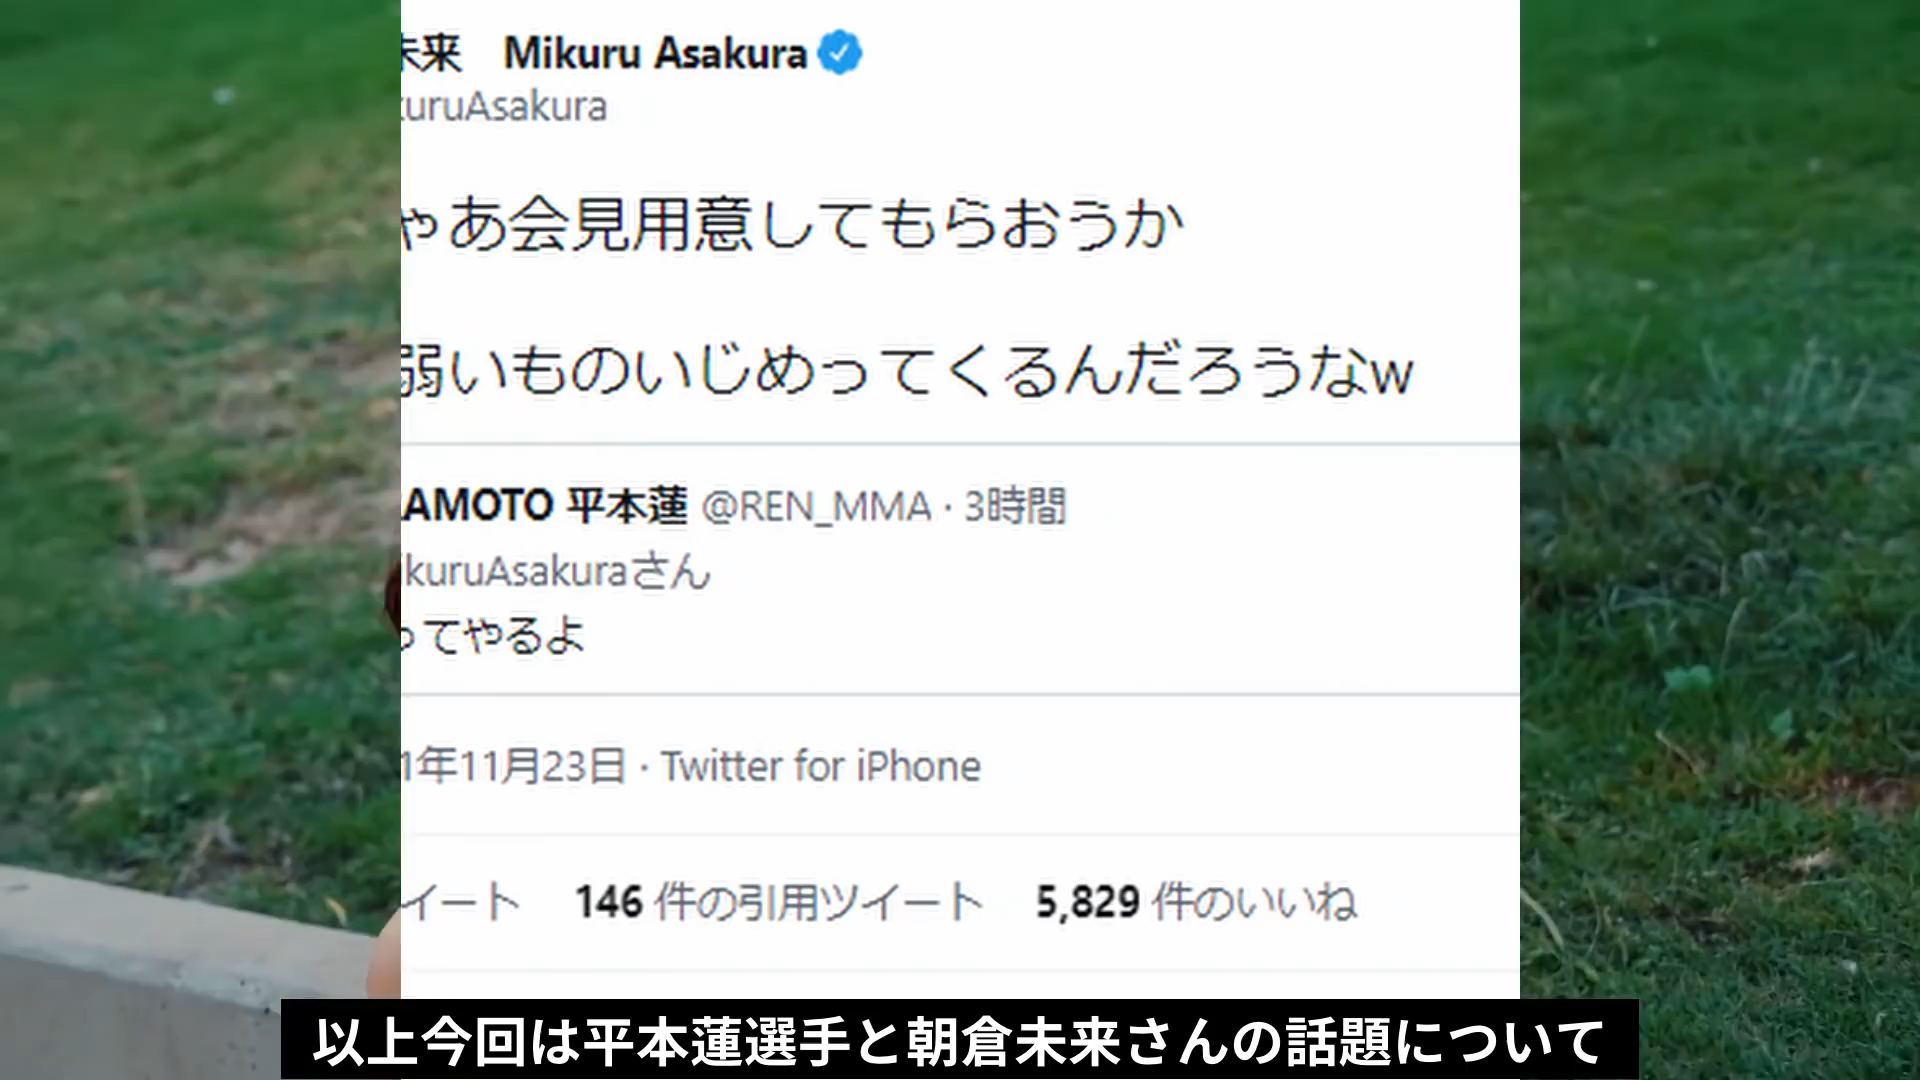 未来 Mikuru Asakura
kuruAsakura
ゃあ会見用意してもらおうか
弱いものいじめってくるんだろうなw
AMOTO 平本蓮 @REN_MMA · 3時間
ikuruAsakuraさん
ってやるよ
1年11月23日 · Twitter for iPhone
イート 146 件の引用ツイート 5,829 件のいいね
以上今回は平本蓮選手と朝倉未来さんの話題について